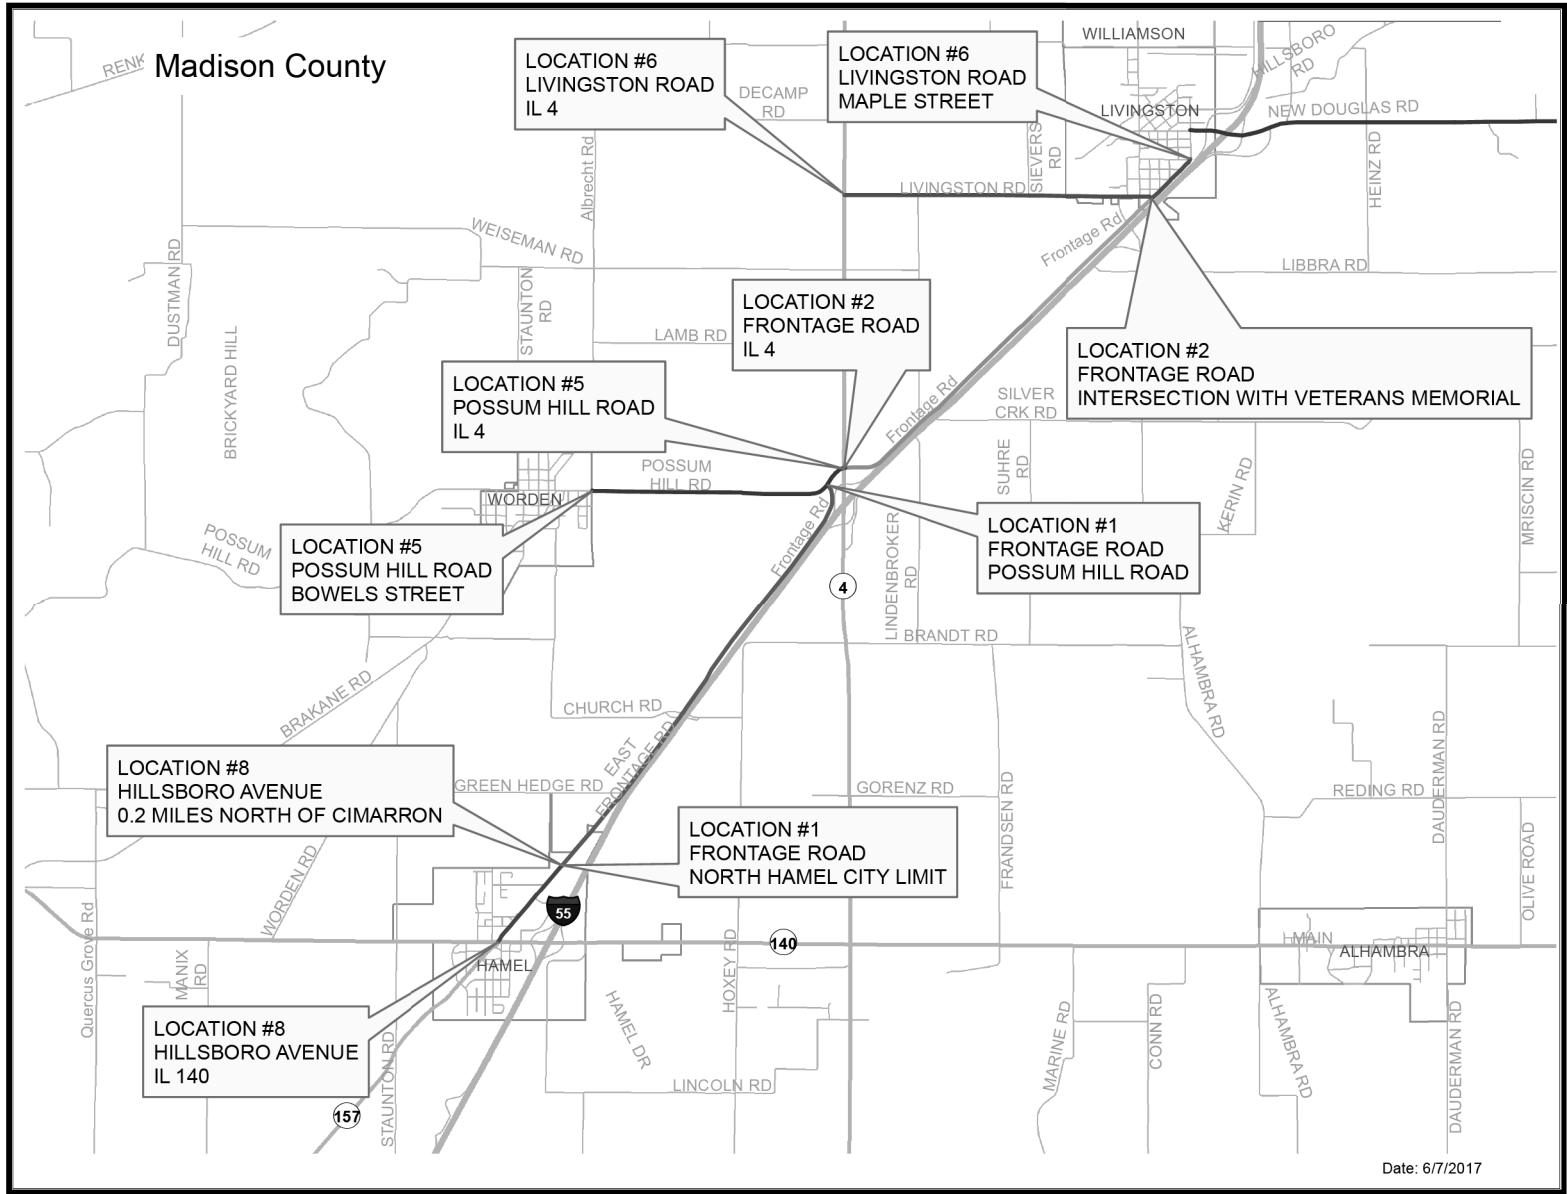 Madison County
RENK
LOCATION #6
LIVINGSTON ROAD
IL 4
LOCATION #6
LIVINGSTON ROAD
MAPLE STREET
WILLIAMSON
HILLSBORO
RD
DECAMP
RD
LIVINGSTON
NEW DOUGLAS RD
SIEVERS
RD
HEINZ RD
Albrecht Rd
LIVINGSTON RD
WEISEMAN RD
Frontage Rd
LIBBRA RD
DUSTMAN RD
STAUNTON
RD
LOCATION #2
FRONTAGE ROAD
IL 4
LAMB RD
BRICKYARD HILL
LOCATION #2
FRONTAGE ROAD
INTERSECTION WITH VETERANS MEMORIAL
LOCATION #5
POSSUM HILL ROAD
IL 4
Frontage Rd
SILVER
CRK RD
POSSUM
HILL RD
SUHRE
RD
KERIN RD
MRISCIN RD
WORDEN
POSSUM
HILL RD
LOCATION #5
POSSUM HILL ROAD
BOWELS STREET
Frontage Rd
LOCATION #1
FRONTAGE ROAD
POSSUM HILL ROAD
4
LINDENBROKER
RD
BRANDT RD
ALHAMBRA RD
BRAKANE RD
CHURCH RD
EAST
FRONTAGE RD
DAUDERMAN RD
LOCATION #8
HILLSBORO AVENUE
0.2 MILES NORTH OF CIMARRON
GREEN HEDGE RD
GORENZ RD
FRANDSEN RD
REDING RD
LOCATION #1
FRONTAGE ROAD
NORTH HAMEL CITY LIMIT
OLIVE ROAD
WORDEN RD
55
Quercus Grove Rd
140
MAIN
ALHAMBRA
HAMEL
MANIX
RD
HOXEY RD
HAMEL DR
LOCATION #8
HILLSBORO AVENUE
IL 140
MARINE RD
CONN RD
ALHAMBRA RD
DAUDERMAN RD
STAUNTON RD
LINCOLN RD
157
Date: 6/7/2017